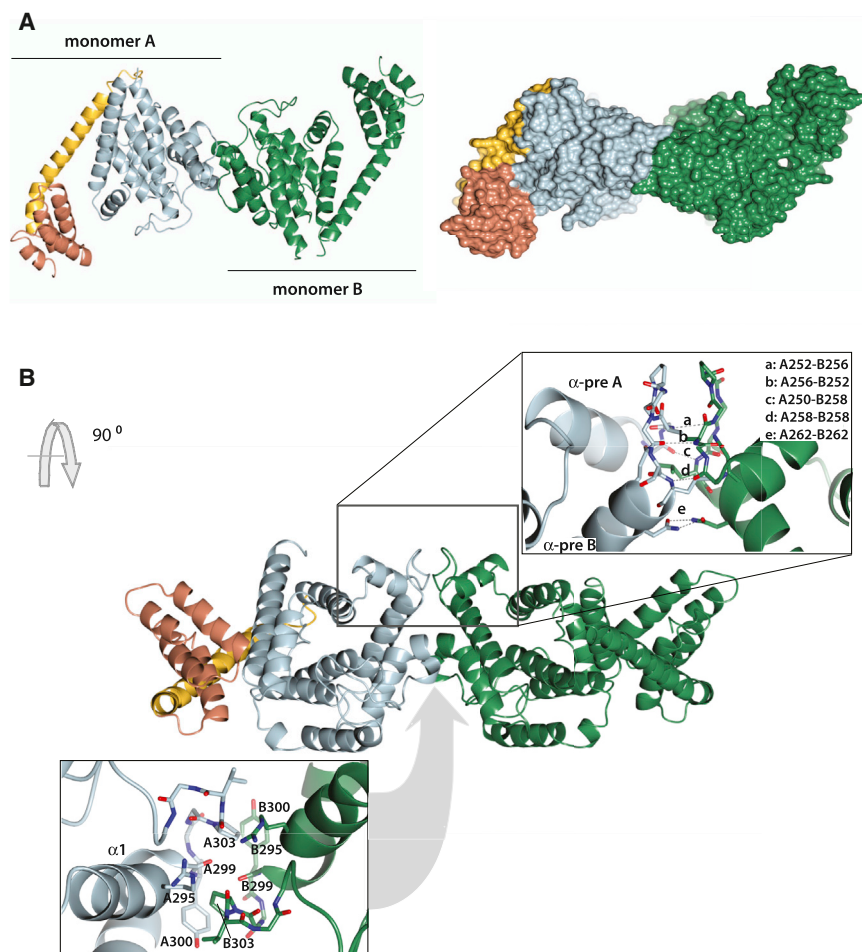 A
monomer A
monomer B
B
90 0
α-pre A
a: A252-B256
b: A256-B252
c: A250-B258
d: A258-B258
e: A262-B262
a
b
c
d
e
α-pre B
B300
α1
A303
B295
A299
B299
A295
A300
B303